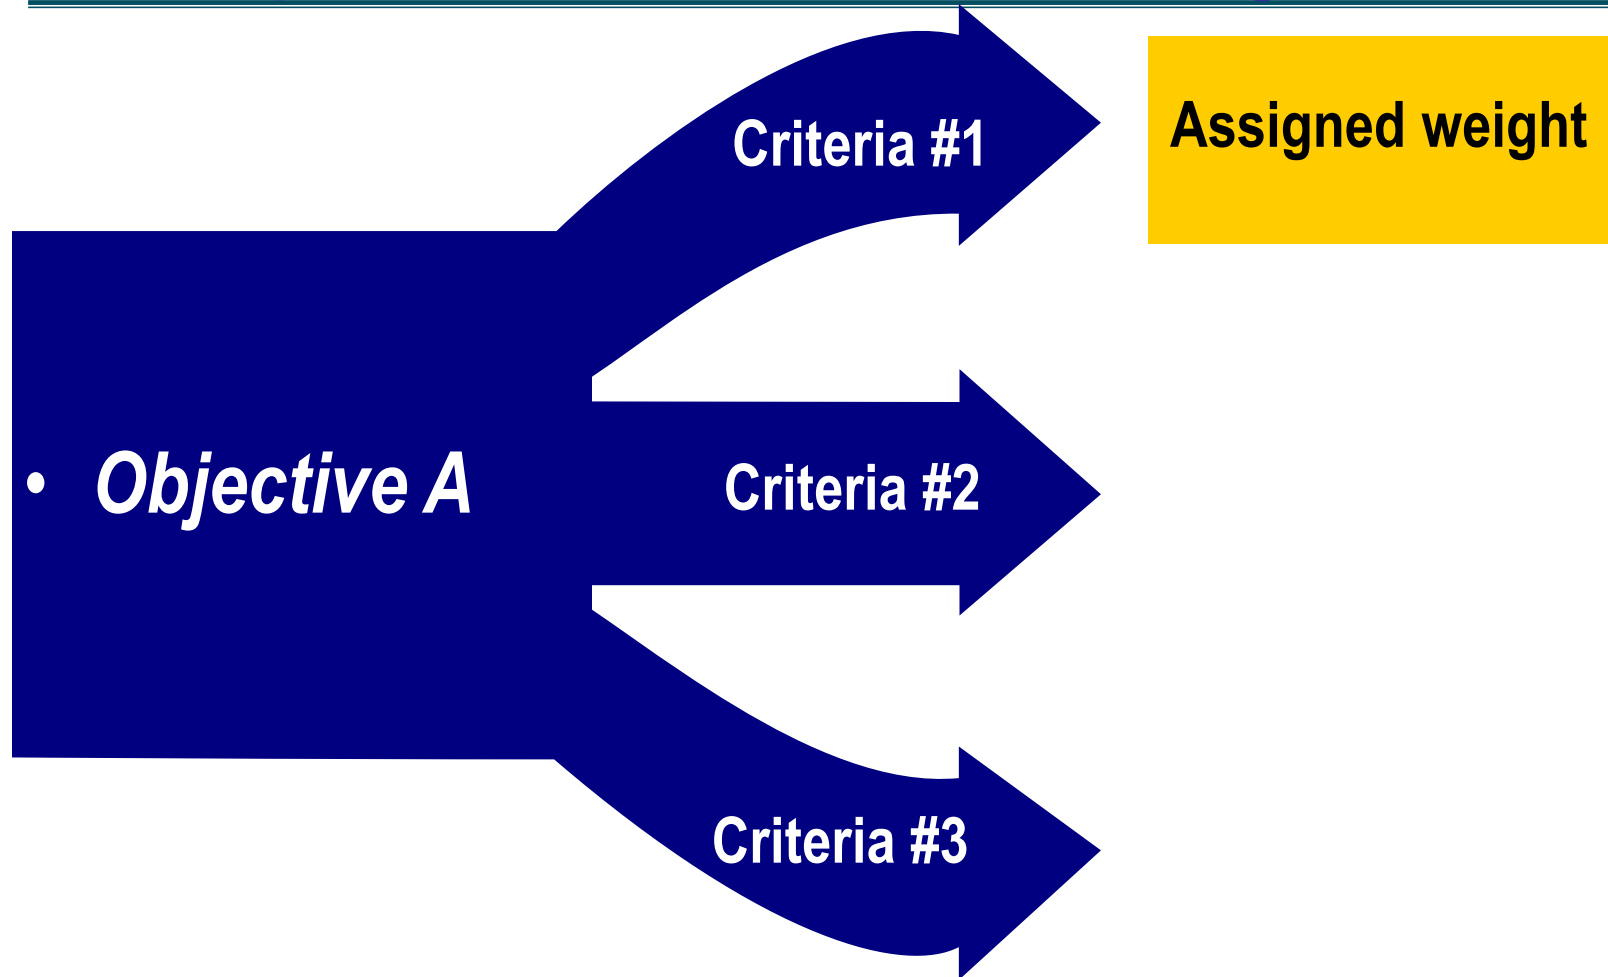 Criteria #1
Assigned weight
• Objective A
Criteria #2
Criteria #3